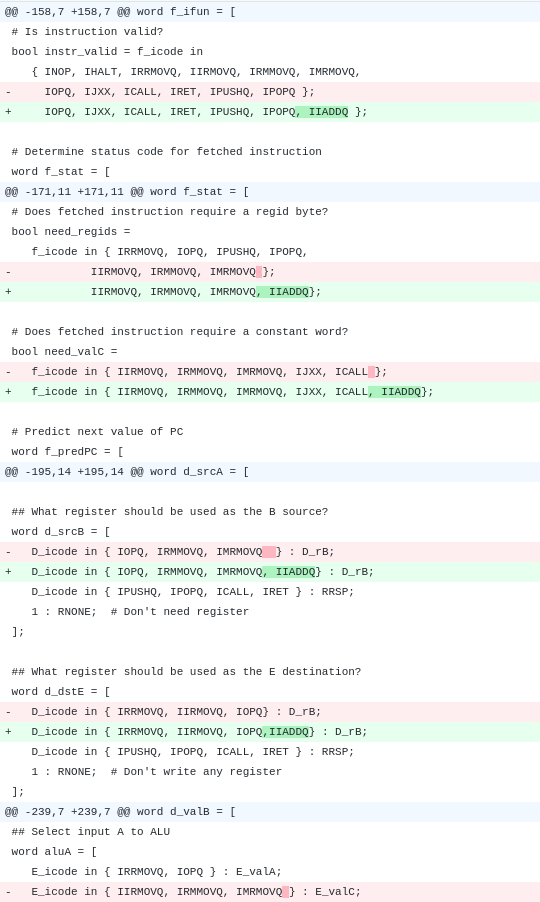 @@ -158,7 +158,7 @@ word f_ifun = [
# Is instruction valid?
bool instr_valid = f_icode in
{ INOP, IHALT, IRRMOVQ, IIRMOVQ, IRMMOVQ, IMRMOVQ,
- IOPQ, IJXX, ICALL, IRET, IPUSHQ, IPOPQ };
+ IOPQ, IJXX, ICALL, IRET, IPUSHQ, IPOPQ, IIADDQ };
# Determine status code for fetched instruction
word f_stat = [
@@ -171,11 +171,11 @@ word f_stat = [
# Does fetched instruction require a regid byte?
bool need_regids =
f_icode in { IRRMOVQ, IOPQ, IPUSHQ, IPOPQ,
- IIRMOVQ, IRMMOVQ, IMRMOVQ };
+ IIRMOVQ, IRMMOVQ, IMRMOVQ, IIADDQ};
# Does fetched instruction require a constant word?
bool need_valC =
- f_icode in { IIRMOVQ, IRMMOVQ, IMRMOVQ, IJXX, ICALL };
+ f_icode in { IIRMOVQ, IRMMOVQ, IMRMOVQ, IJXX, ICALL, IIADDQ};
# Predict next value of PC
word f_predPC = [
@@ -195,14 +195,14 @@ word d_srcA = [
## What register should be used as the B source?
word d_srcB = [
- D_icode in { IOPQ, IRMMOVQ, IMRMOVQ  } : D_rB;
+ D_icode in { IOPQ, IRMMOVQ, IMRMOVQ, IIADDQ} : D_rB;
D_icode in { IPUSHQ, IPOPQ, ICALL, IRET } : RRSP;
1 : RNONE;  # Don't need register
];
## What register should be used as the E destination?
word d_dstE = [
- D_icode in { IRRMOVQ, IIRMOVQ, IOPQ} : D_rB;
+ D_icode in { IRRMOVQ, IIRMOVQ, IOPQ,IIADDQ} : D_rB;
D_icode in { IPUSHQ, IPOPQ, ICALL, IRET } : RRSP;
1 : RNONE;  # Don't write any register
];
@@ -239,7 +239,7 @@ word d_valB = [
## Select input A to ALU
word aluA = [
E_icode in { IRRMOVQ, IOPQ } : E_valA;
- E_icode in { IIRMOVQ, IRMMOVQ, IMRMOVQ } : E_valC;